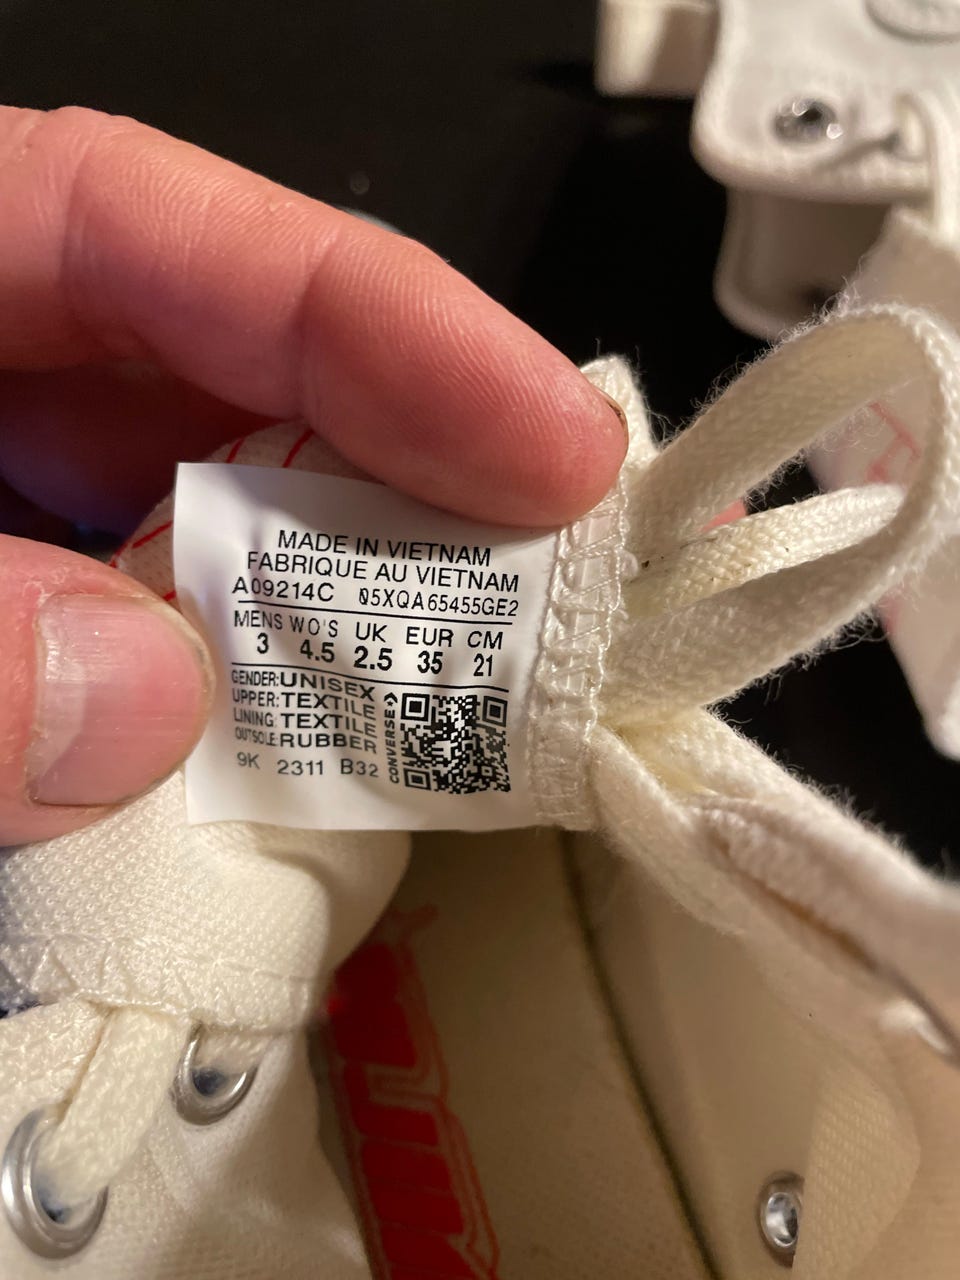 MADE IN VIETNAM
FABRIQUE AU VIETNAM
A09214C 05XQA65455GE2
MENS WO'S UK EUR CM
3 4.5 2.5 35 21
GENDER:UNISEX
UPPER:TEXTILE
LINING:TEXTILE
OUTSOLE:RUBBER
9K 2311 B32
CONVERSE